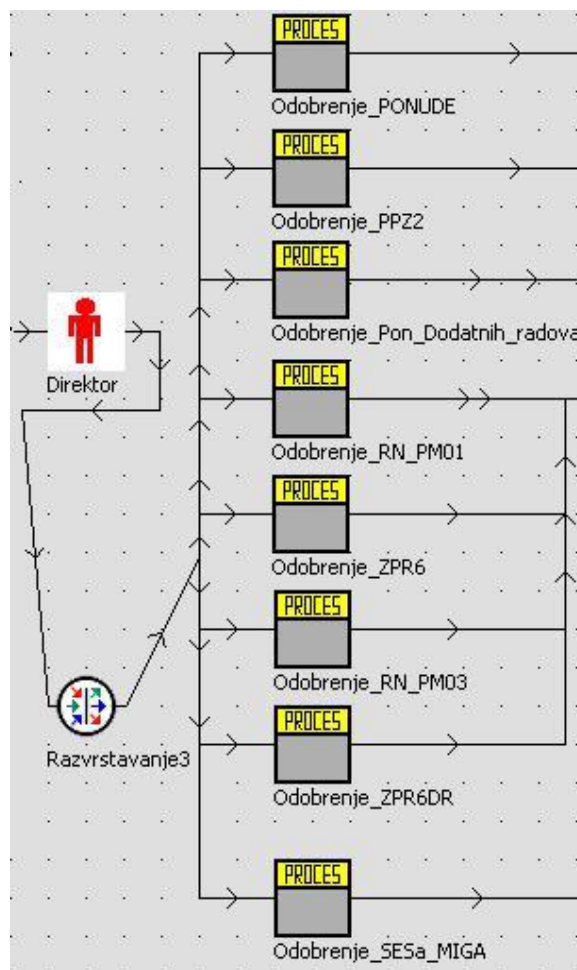 PROCES
Odobrenje_PONUDE
PROCES
Odobrenje_PPZ2
PROCES
Odobrenje_Pon_Dodatnih_radova
Direktor
PROCES
Odobrenje_RN_PM01
PROCES
Odobrenje_ZPR6
PROCES
Odobrenje_RN_PM03
Razvrstavanje3
PROCES
Odobrenje_ZPR6DR
PROCES
Odobrenje_SESa_MIGA